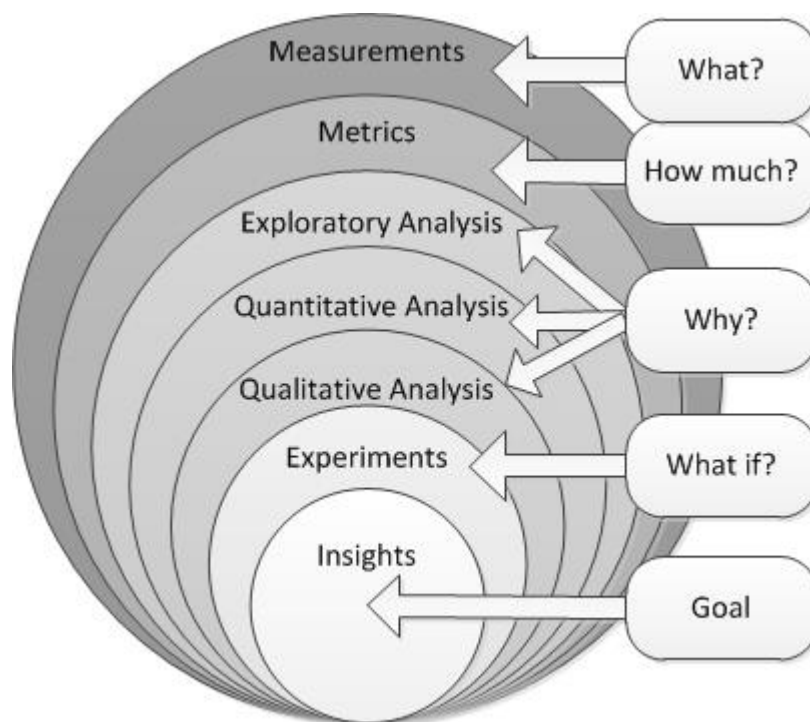 Measurements
What?
Metrics
How much?
Exploratory Analysis
Quantitative Analysis
Why?
Qualitative Analysis
Experiments
What if?
Insights
Goal